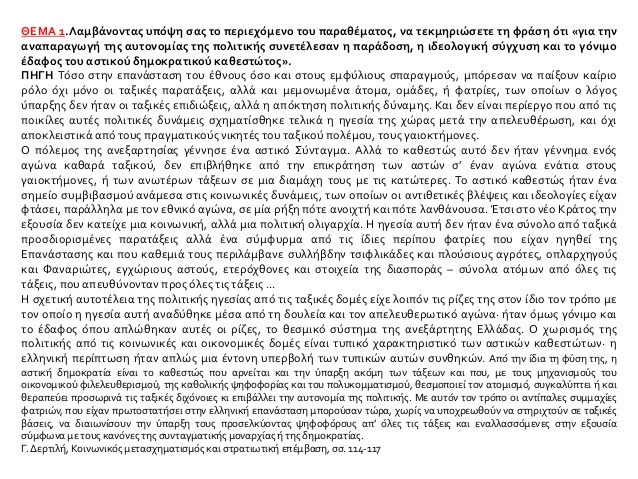 ΘΕΜΑ 1.Λαμβάνοντας υπόψη σας το περιεχόμενο του παραθέματος, να τεκμηριώσετε τη φράση ότι «για την
αναπαραγωγή της αυτονομίας της πολιτικής συνετέλεσαν η παράδοση, η ιδεολογική σύγχυση και το γόνιμο
έδαφος του αστικού δημοκρατικού καθεστώτος».
ΠΗΓΗ Τόσο στην επανάσταση του έθνους όσο και στους εμφύλιους σπαραγμούς, μπόρεσαν να παίξουν καίριο
ρόλο όχι μόνο οι ταξικές παρατάξεις, αλλά και μεμονωμένα άτομα, ομάδες, ή φατρίες, των οποίων ο λόγος
ύπαρξης δεν ήταν οι ταξικές επιδιώξεις, αλλά η απόκτηση πολιτικής δύναμης. Και δεν είναι περίεργο που από τις
ποικίλες αυτές πολιτικές δυνάμεις σχηματίσθηκε τελικά η ηγεσία της χώρας μετά την απελευθέρωση, και όχι
αποκλειστικά από τους πραγματικούς νικητές του ταξικού πολέμου, τους γαιοκτήμονες.
Ο πόλεμος της ανεξαρτησίας γέννησε ένα αστικό Σύνταγμα. Αλλά το καθεστώς αυτό δεν ήταν γέννημα ενός
αγώνα καθαρά ταξικού, δεν επιβλήθηκε από την επικράτηση των αστών σ' έναν αγώνα ενάτια στους
γαιοκτήμονες, ή των ανωτέρων τάξεων σε μια διαμάχη τους με τις κατώτερες. Το αστικό καθεστώς ήταν ένα
σημείο συμβιβασμού ανάμεσα στις κοινωνικές δυνάμεις, των οποίων οι αντιθετικές βλέψεις και ιδεολογίες είχαν
φτάσει, παράλληλα με τον εθνικό αγώνα, σε μία ρήξη πότε ανοιχτή και πότε λανθάνουσα. Έτσι στο νέο Κράτος την
εξουσία δεν κατείχε μια κοινωνική, αλλά μια πολιτική ολιγαρχία. Η ηγεσία αυτή δεν ήταν ένα σύνολο από ταξικά
προσδιορισμένες παρατάξεις αλλά ένα σύμφυρμα από τις ίδιες περίπου φατρίες που είχαν ηγηθεί της
Επανάστασης και που καθεμιά τους περιλάμβανε συλλήβδην τσιφλικάδες και πλούσιους αγρότες, οπλαρχηγούς
και Φαναριώτες, εγχώριους αστούς, ετερόχθονες και στοιχεία της διασποράς – σύνολα ατόμων από όλες τις
τάξεις, που απευθύνονταν προς όλες τις τάξεις ...
Η σχετική αυτοτέλεια της πολιτικής ηγεσίας από τις ταξικές δομές είχε λοιπόν τις ρίζες της στον ίδιο τον τρόπο με
τον οποίο η ηγεσία αυτή αναδύθηκε μέσα από τη δουλεία και τον απελευθερωτικό αγώνα· ήταν όμως γόνιμο και
το έδαφος όπου απλώθηκαν αυτές οι ρίζες, το θεσμικό σύστημα της ανεξάρτητης Ελλάδας. Ο χωρισμός της
πολιτικής από τις κοινωνικές και οικονομικές δομές είναι τυπικό χαρακτηριστικό των αστικών καθεστώτων· η
ελληνική περίπτωση ήταν απλώς μια έντονη υπερβολή των τυπικών αυτών συνθηκών. Από την ίδια τη φύση της, η
αστική δημοκρατία είναι το καθεστώς που αρνείται και την ύπαρξη ακόμη των τάξεων και που, με τους μηχανισμούς του
οικονομικού φιλελευθερισμού, της καθολικής ψηφοφορίας και του πολυκομματισμού, θεσμοποιεί τον ατομισμό, συγκαλύπτει ή και
θεραπεύει προσωρινά τις ταξικές διχόνοιες κι επιβάλλει την αυτονομία της πολιτικής. Με αυτόν τον τρόπο οι αντίπαλες συμμαχίες
φατριών, που είχαν πρωτοστατήσει στην ελληνική επανάσταση μπορούσαν τώρα, χωρίς να υποχρεωθούν να στηριχτούν σε ταξικές
βάσεις, να διαιωνίσουν την ύπαρξη τους προσελκύοντας ψηφοφόρους απ' όλες τις τάξεις και εναλλασσόμενες στην εξουσία
σύμφωνα με τους κανόνες της συνταγματικής μοναρχίας ή της δημοκρατίας.
Γ. Δερτιλή, Κοινωνικός μετασχηματισμός και στρατιωτική επέμβαση, σσ. 114-117